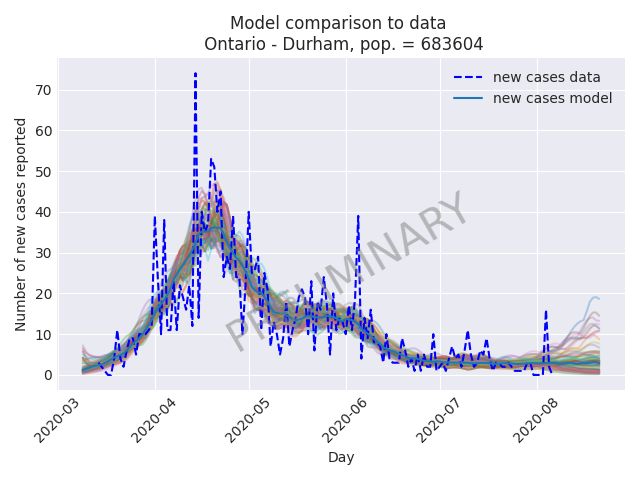 Model comparison to data
Ontario - Durham, pop. = 683604
new cases data
new cases model
Number of new cases reported
70
60
50
40
30
20
10
0
PRELIMINARY
2020-03
2020-04
2020-05
2020-06
2020-07
2020-08
Day